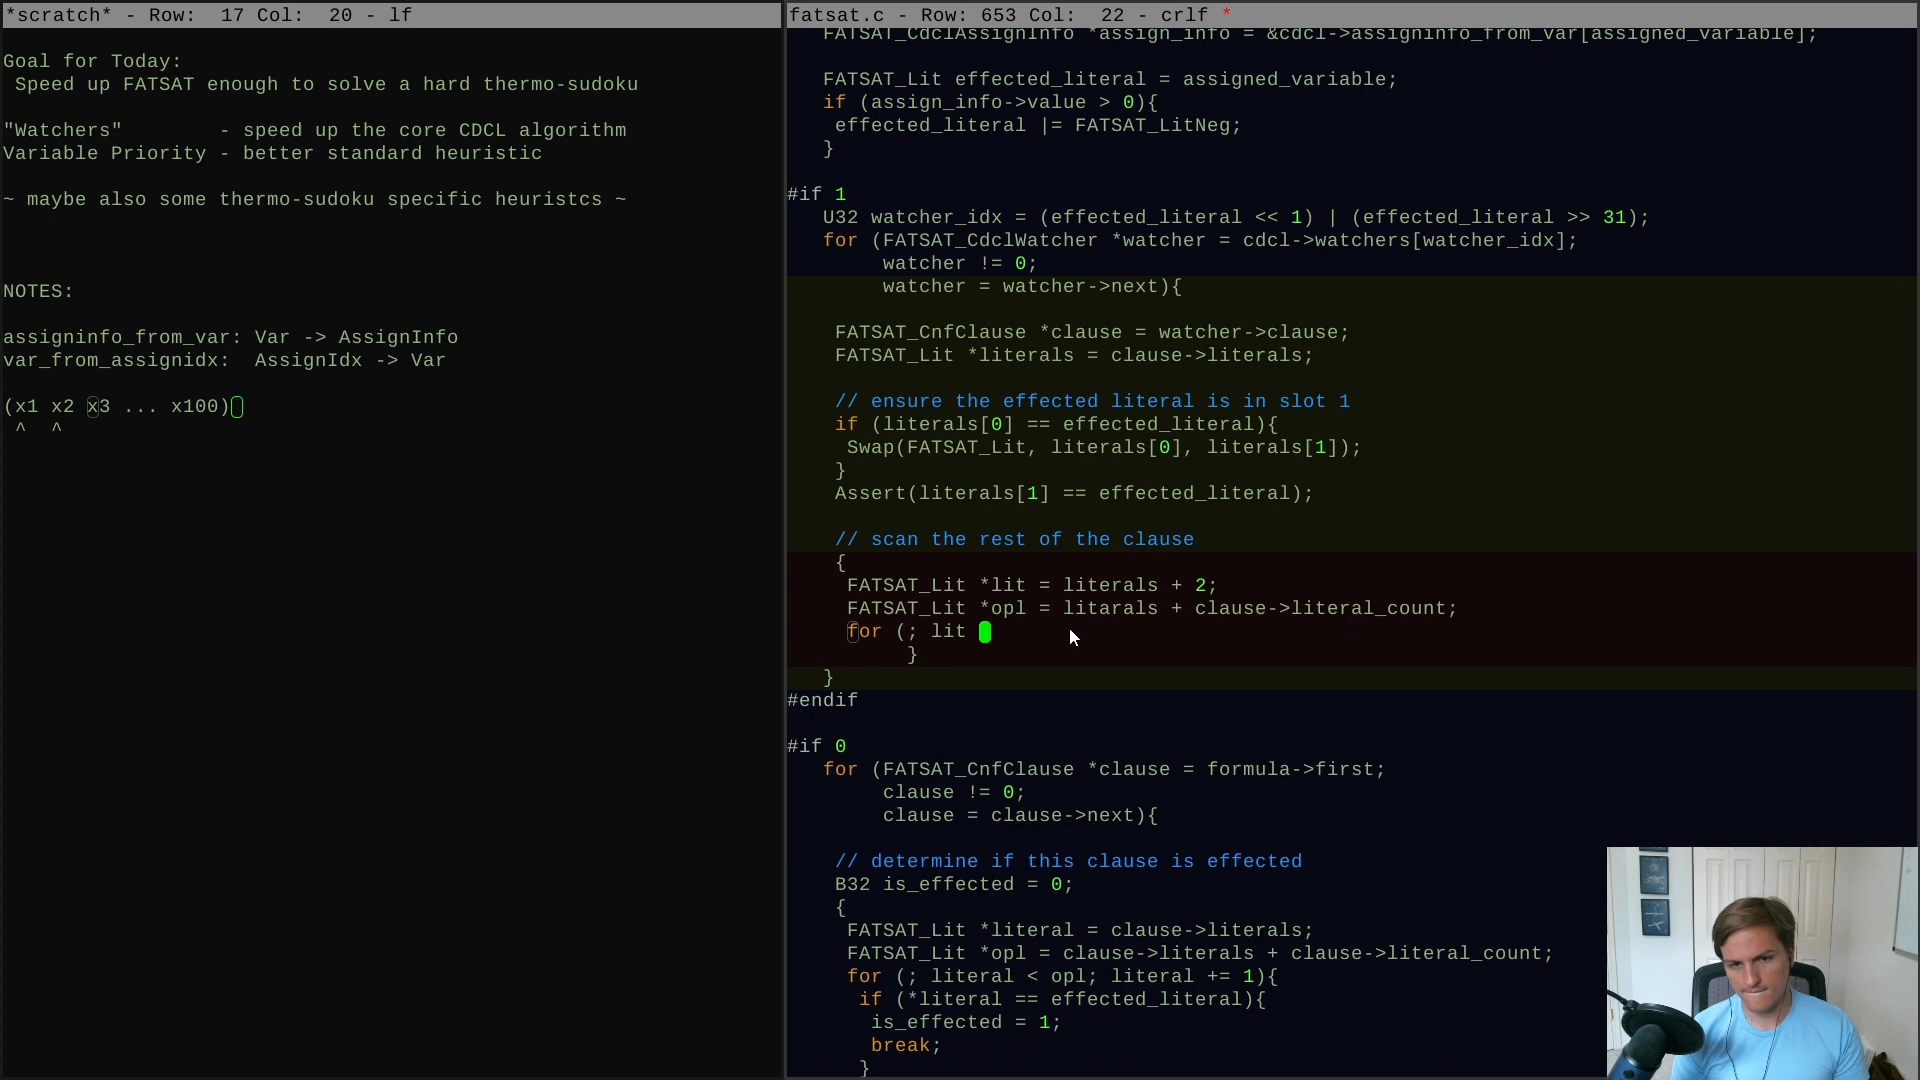 *scratch* - Row:  17 Col:  20 - lf
Goal for Today:
 Speed up FATSAT enough to solve a hard thermo-sudoku
"Watchers"        - speed up the core CDCL algorithm
Variable Priority - better standard heuristic
~ maybe also some thermo-sudoku specific heuristcs ~
NOTES:
assigninfo_from_var: Var -> AssignInfo
var_from_assignidx:  AssignIdx -> Var
(x1 x2 x3 ... x100)
 ^  ^
fatsat.c - Row: 653 Col:  22 - crlf *
   FATSAT_CdclAssignInfo *assign_info = &cdcl->assigninfo_from_var[assigned_variable];
   FATSAT_Lit effected_literal = assigned_variable;
   if (assign_info->value > 0){
    effected_literal |= FATSAT_LitNeg;
   }
#if 1
   U32 watcher_idx = (effected_literal << 1) | (effected_literal >> 31);
   for (FATSAT_CdclWatcher *watcher = cdcl->watchers[watcher_idx];
        watcher != 0;
        watcher = watcher->next){
    FATSAT_CnfClause *clause = watcher->clause;
    FATSAT_Lit *literals = clause->literals;
    // ensure the effected literal is in slot 1
    if (literals[0] == effected_literal){
     Swap(FATSAT_Lit, literals[0], literals[1]);
    }
    Assert(literals[1] == effected_literal);
    // scan the rest of the clause
    {
     FATSAT_Lit *lit = literals + 2;
     FATSAT_Lit *opl = litarals + clause->literal_count;
     for (; lit
          }
   }
#endif
#if 0
   for (FATSAT_CnfClause *clause = formula->first;
        clause != 0;
        clause = clause->next){
    // determine if this clause is effected
    B32 is_effected = 0;
    {
     FATSAT_Lit *literal = clause->literals;
     FATSAT_Lit *opl = clause->literals + clause->literal_count;
     for (; literal < opl; literal += 1){
      if (*literal == effected_literal){
       is_effected = 1;
       break;
      }